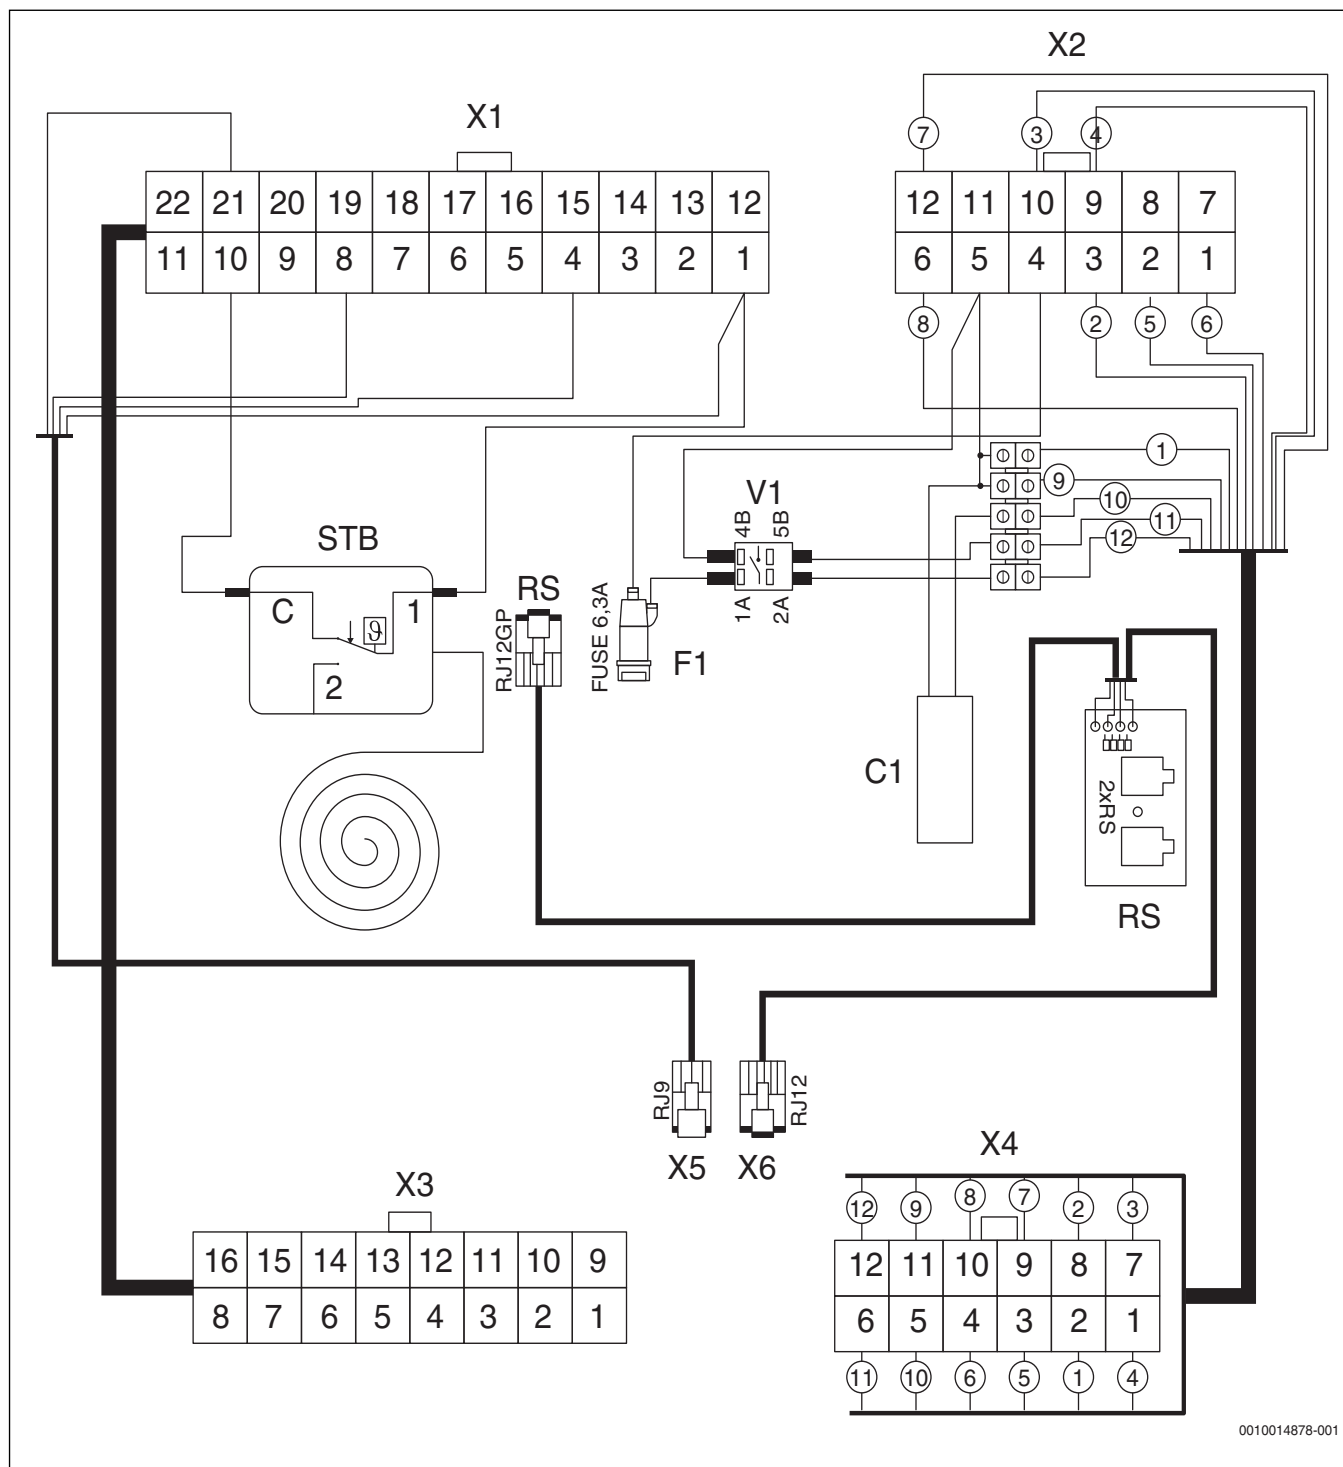 X2
X1
7 3 4
22 21 20 19 18 17 16 15 14 13 12
11 10 9 8 7 6 5 4 3 2 1
12 11 10 9 8 7
6 5 4 3 2 1
8 2 5 6
1
9
10
11
12
V1
4B 5B
1A 2A
STB
C 1
ϑ
2
RS
RJ12GP
FUSE 6,3A
F1
C1
2xRS
RS
RJ9
RJ12
X5 X6
X3
16 15 14 13 12 11 10 9
8 7 6 5 4 3 2 1
X4
12 9 8 7 2 3
12 11 10 9 8 7
6 5 4 3 2 1
11 10 6 5 1 4
0010014878-001